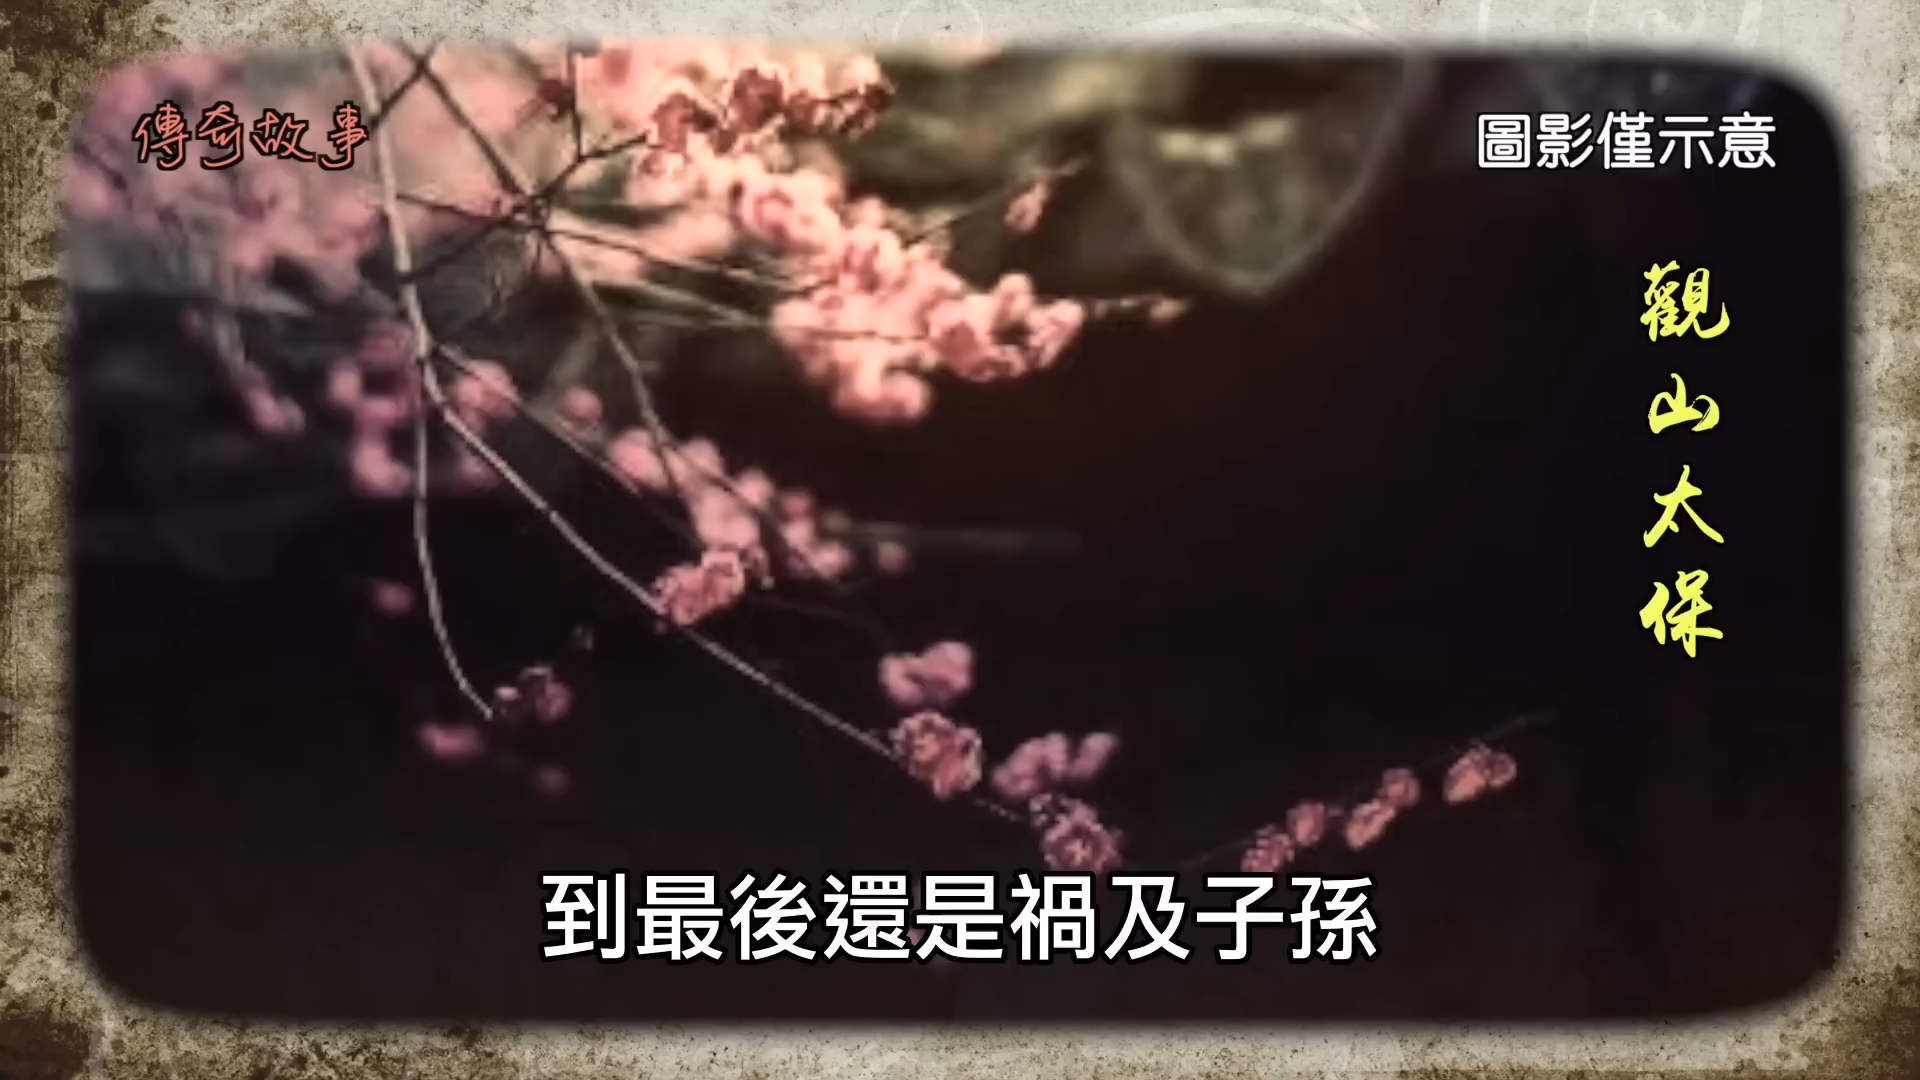 傳奇故事
圖影僅示意
觀山太保
到最後還是禍及子孫